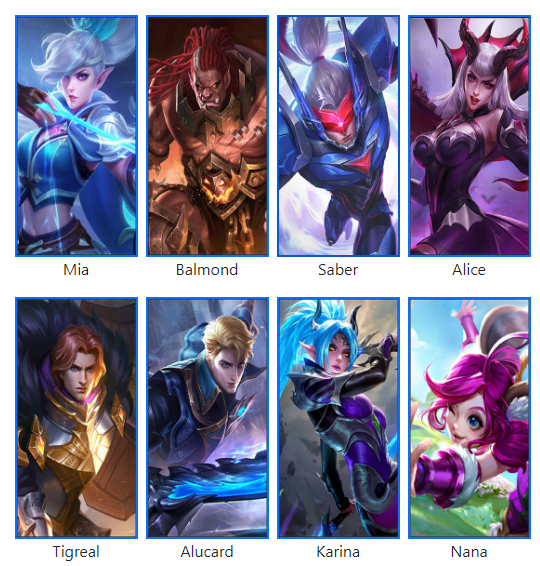 Mia
Balmond
Saber
Alice
Tigreal
Alucard
Karina
Nana